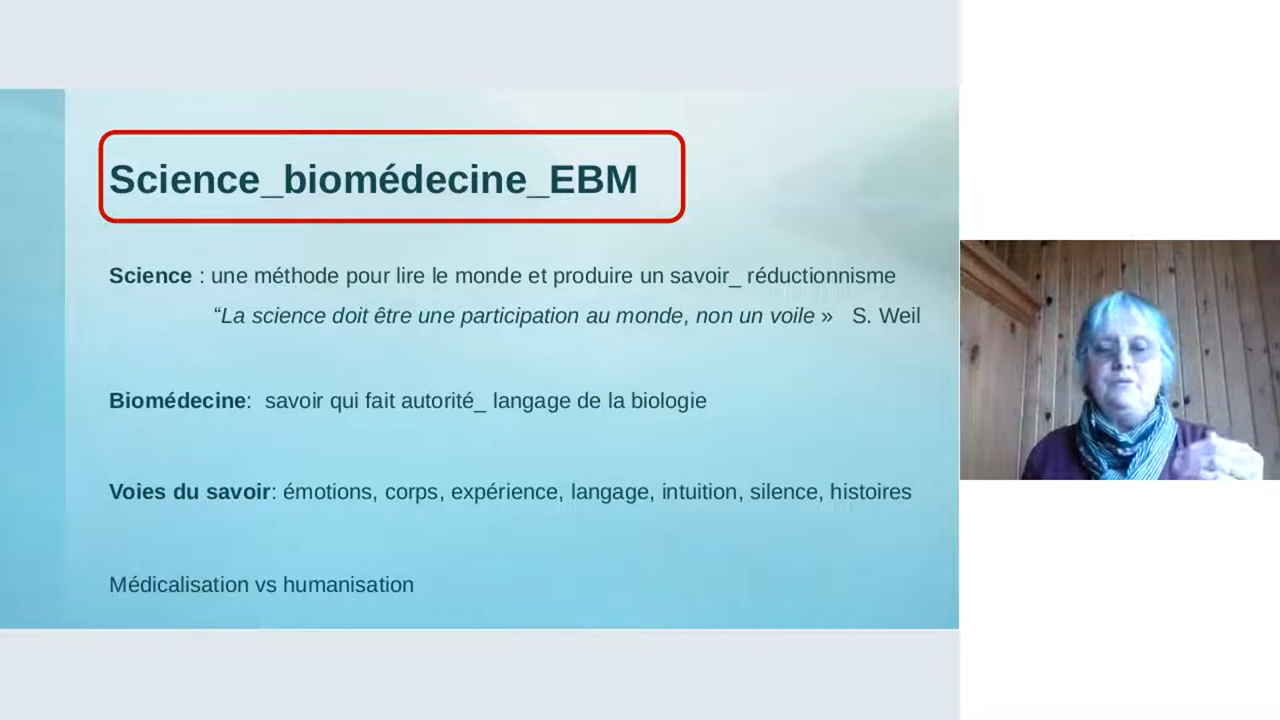 Science_biomédecine_EBM
Science : une méthode pour lire le monde et produire un savoir_ réductionnisme
“La science doit être une participation au monde, non un voile » S. Weil
Biomédecine: savoir qui fait autorité_ langage de la biologie
Voies du savoir: émotions, corps, expérience, langage, intuition, silence, histoires
Médicalisation vs humanisation